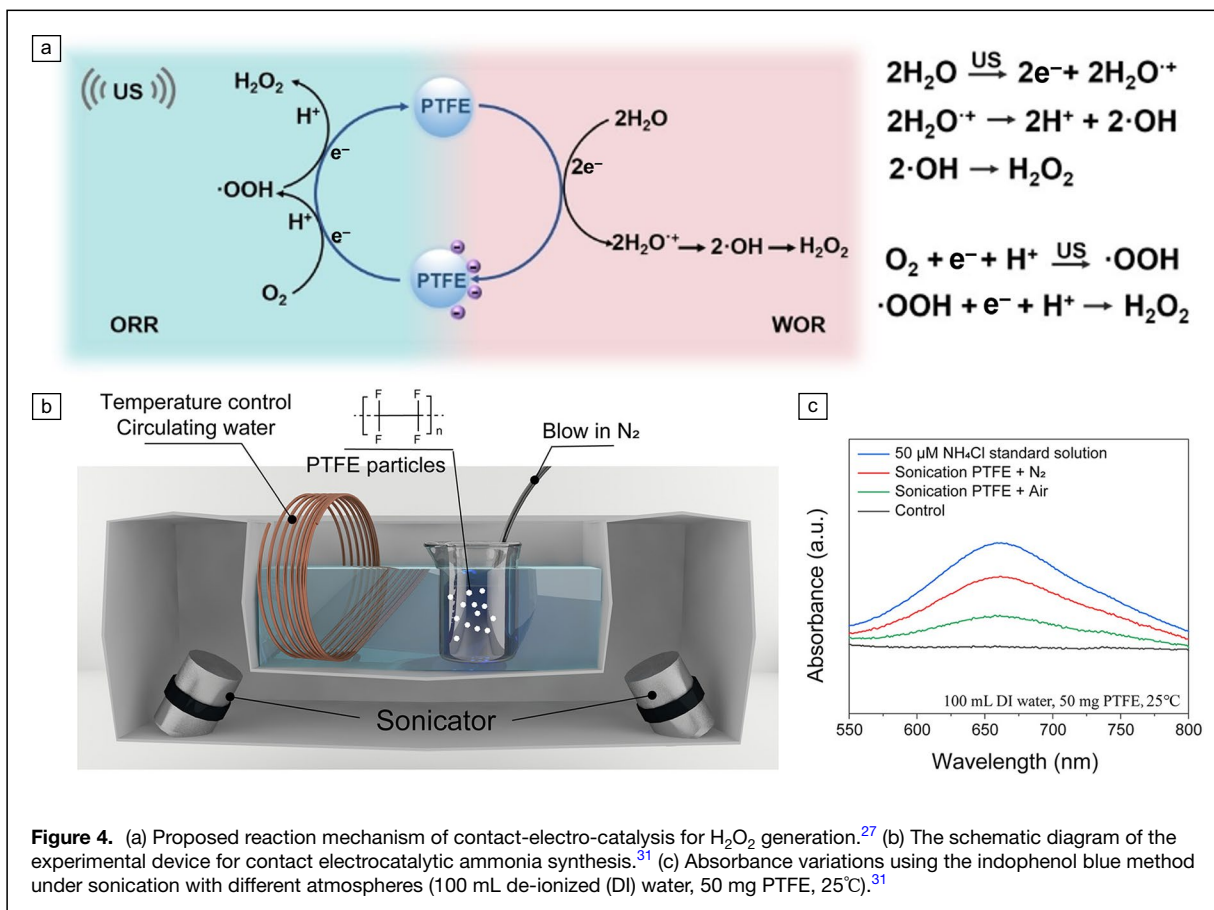 a
US
H₂O₂
H⁺
e⁻
·OOH
H⁺
e⁻
O₂
ORR
PTFE
PTFE
2H₂O
2e⁻
2H₂O·⁺ → 2·OH → H₂O₂
WOR
2H₂O US→ 2e⁻ + 2H₂O·⁺
2H₂O·⁺ → 2H⁺ + 2·OH
2·OH → H₂O₂
O₂ + e⁻ + H⁺ US→ ·OOH
·OOH + e⁻ + H⁺ → H₂O₂
b
Temperature control
Circulating water
F F
n
F F
PTFE particles
Blow in N₂
Sonicator
c
50 µM NH₄Cl standard solution
Sonication PTFE + N₂
Sonication PTFE + Air
Control
Absorbance (a.u.)
100 mL DI water, 50 mg PTFE, 25℃
550 600 650 700 750 800
Wavelength (nm)
Figure 4. (a) Proposed reaction mechanism of contact-electro-catalysis for H₂O₂ generation.²⁷ (b) The schematic diagram of the
experimental device for contact electrocatalytic ammonia synthesis.³¹ (c) Absorbance variations using the indophenol blue method
under sonication with different atmospheres (100 mL de-ionized (DI) water, 50 mg PTFE, 25℃).³¹